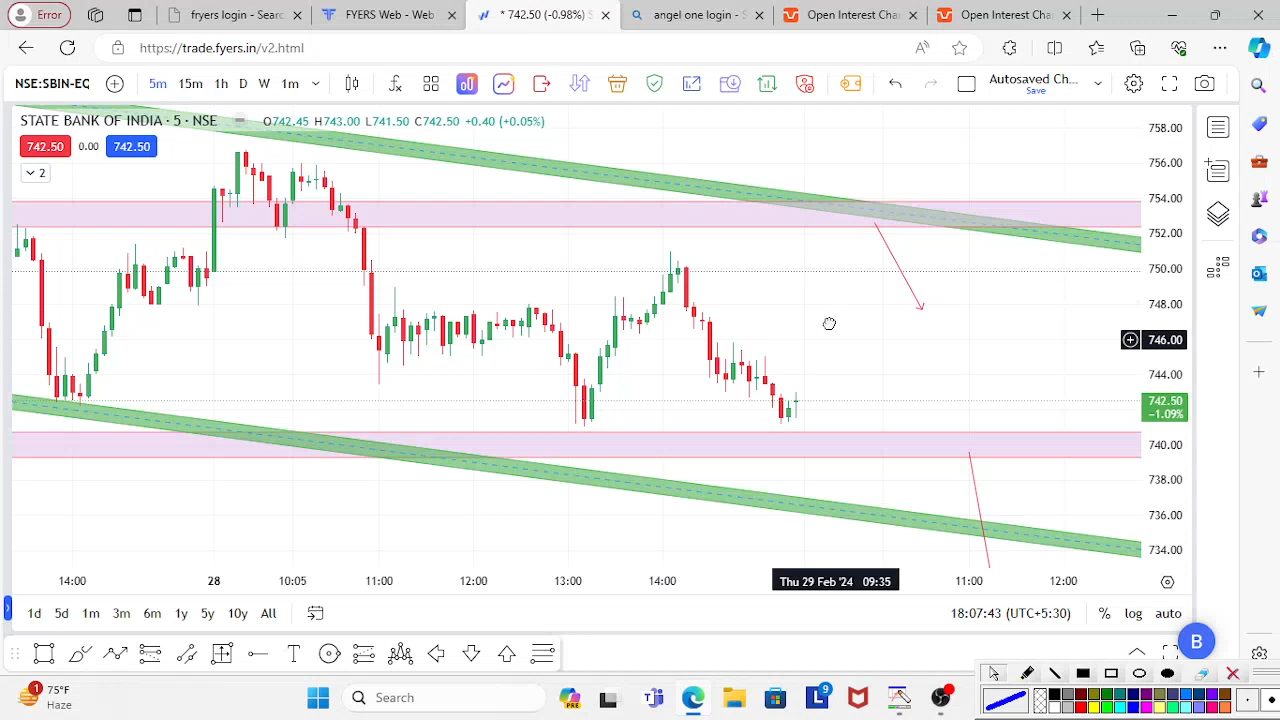 Error
Fyers login - Searc
FYERS Web - Web
* 742.50 (-0.98%) S
angel one login - S
Open Interest Cha
Open Interest Cha
https://trade.fyers.in/v2.html
NSE:SBIN-EQ
5m 15m 1h D W 1m
Autosaved Ch...
Save
STATE BANK OF INDIA · 5 · NSE
O742.45 H743.00 L741.50 C742.50 +0.40 (+0.05%)
742.50 0.00 742.50
2
758.00
756.00
754.00
752.00
750.00
748.00
746.00
744.00
742.50
−1.09%
740.00
738.00
736.00
734.00
14:00 28 10:05 11:00 12:00 13:00 14:00 Thu 29 Feb '24 09:35 11:00 12:00
1d 5d 1m 3m 6m 1y 5y 10y All
18:07:43 (UTC+5:30) % log auto
B
T
1
75°F
Haze
Search
PRE
L
9